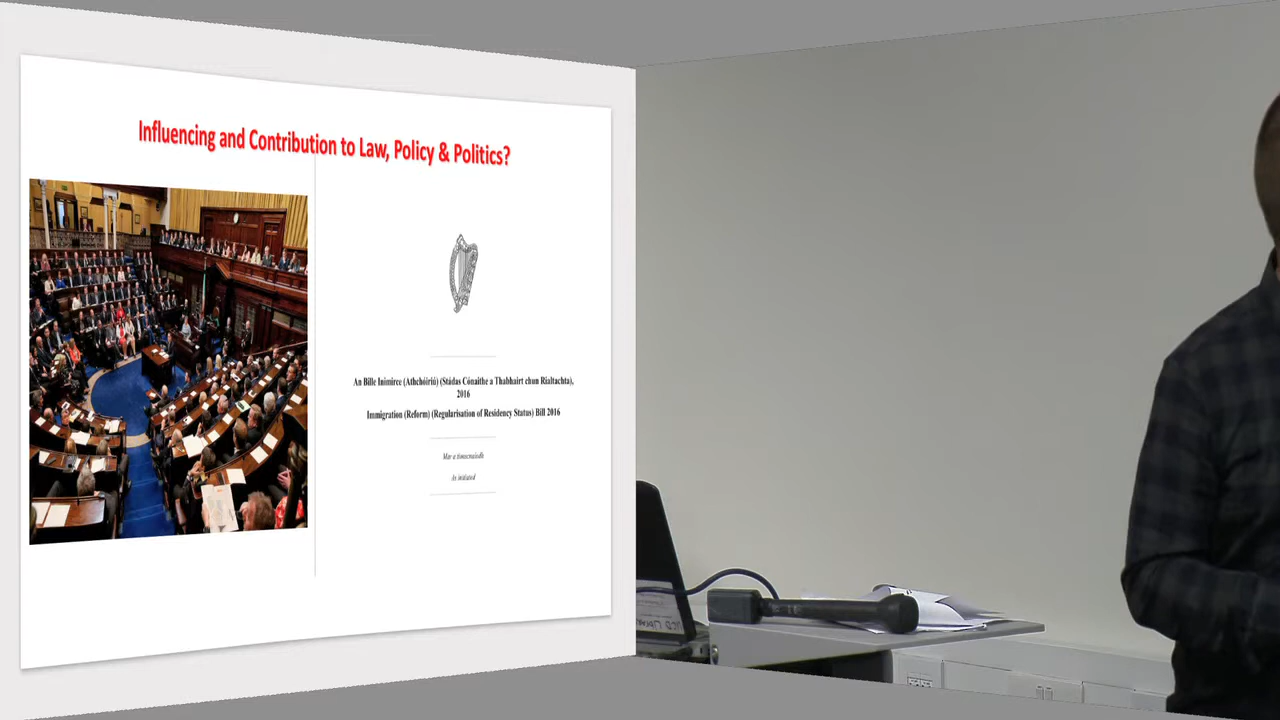 Influencing and Contribution to Law, Policy & Politics?
An Bille Inimirce (Athchóiriú) (Stádas Cónaithe a Thabhairt chun Rialtachta),
2016
Immigration (Reform) (Regularisation of Residency Status) Bill 2016
Mar a tionscnaíodh
As initiated